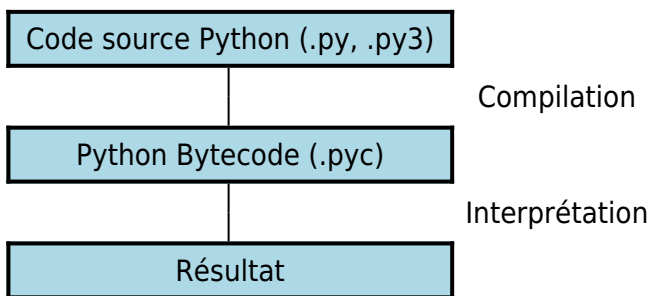 Code source Python (.py, .py3)
Compilation
Python Bytecode (.pyc)
Interprétation
Résultat